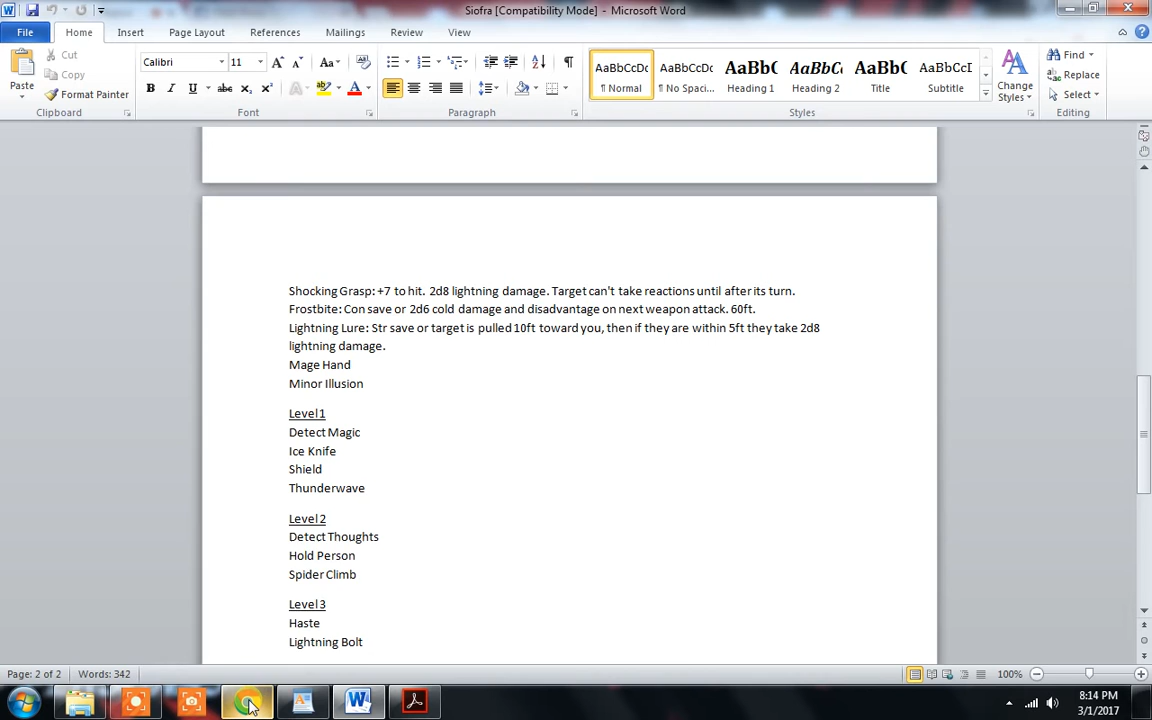 Siofra [Compatibility Mode] - Microsoft Word
File Home Insert Page Layout References Mailings Review View
Paste
Cut
Copy
Format Painter
Calibri 11
AaBbCcDc AaBbCcDc AaBbC AaBbCc AaBbC AaBbCcI
¶ Normal ¶ No Spaci... Heading 1 Heading 2 Title Subtitle
Change Styles
Find
Replace
Select
Clipboard Font Paragraph Styles Editing
Shocking Grasp: +7 to hit. 2d8 lightning damage. Target can't take reactions until after its turn.
Frostbite: Con save or 2d6 cold damage and disadvantage on next weapon attack. 60ft.
Lightning Lure: Str save or target is pulled 10ft toward you, then if they are within 5ft they take 2d8
lightning damage.
Mage Hand
Minor Illusion
Level 1
Detect Magic
Ice Knife
Shield
Thunderwave
Level 2
Detect Thoughts
Hold Person
Spider Climb
Level 3
Haste
Lightning Bolt
Page: 2 of 2 Words: 342 100%
8:14 PM
3/1/2017